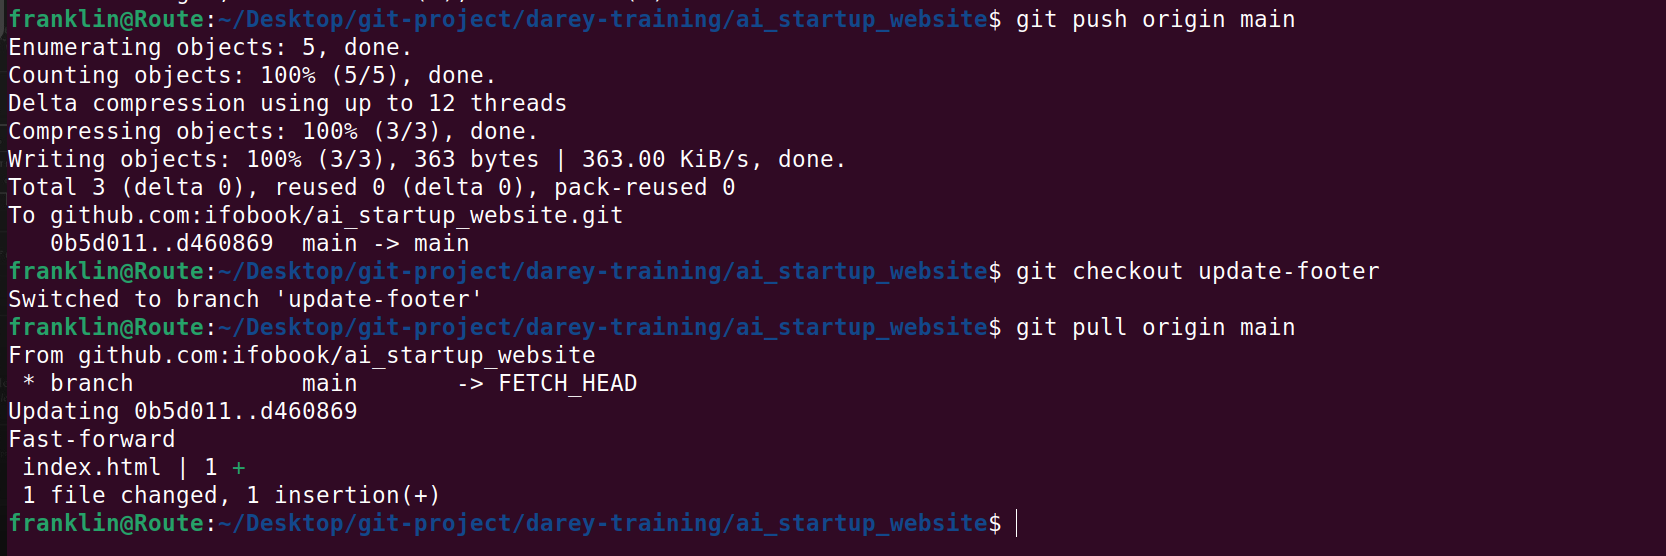 franklin@Route:~/Desktop/git-project/darey-training/ai_startup_website$ git push origin main
Enumerating objects: 5, done.
Counting objects: 100% (5/5), done.
Delta compression using up to 12 threads
Compressing objects: 100% (3/3), done.
Writing objects: 100% (3/3), 363 bytes | 363.00 KiB/s, done.
Total 3 (delta 0), reused 0 (delta 0), pack-reused 0
To github.com:ifobook/ai_startup_website.git
   0b5d011..d460869  main -> main
franklin@Route:~/Desktop/git-project/darey-training/ai_startup_website$ git checkout update-footer
Switched to branch 'update-footer'
franklin@Route:~/Desktop/git-project/darey-training/ai_startup_website$ git pull origin main
From github.com:ifobook/ai_startup_website
 * branch            main       -> FETCH_HEAD
Updating 0b5d011..d460869
Fast-forward
 index.html | 1 +
 1 file changed, 1 insertion(+)
franklin@Route:~/Desktop/git-project/darey-training/ai_startup_website$